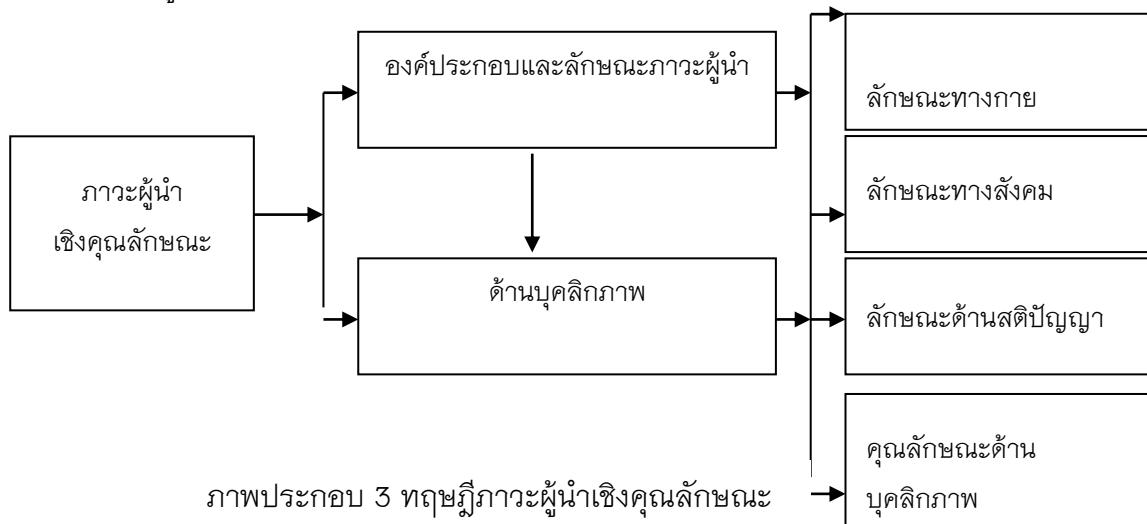 องค์ประกอบและลักษณะภาวะผู้นำ
ลักษณะทางกาย
ภาวะผู้นำ
เชิงคุณลักษณะ
ลักษณะทางสังคม
ด้านบุคลิกภาพ
ลักษณะด้านสติปัญญา
คุณลักษณะด้าน
บุคลิกภาพ
ภาพประกอบ 3 ทฤษฎีภาวะผู้นำเชิงคุณลักษณะ